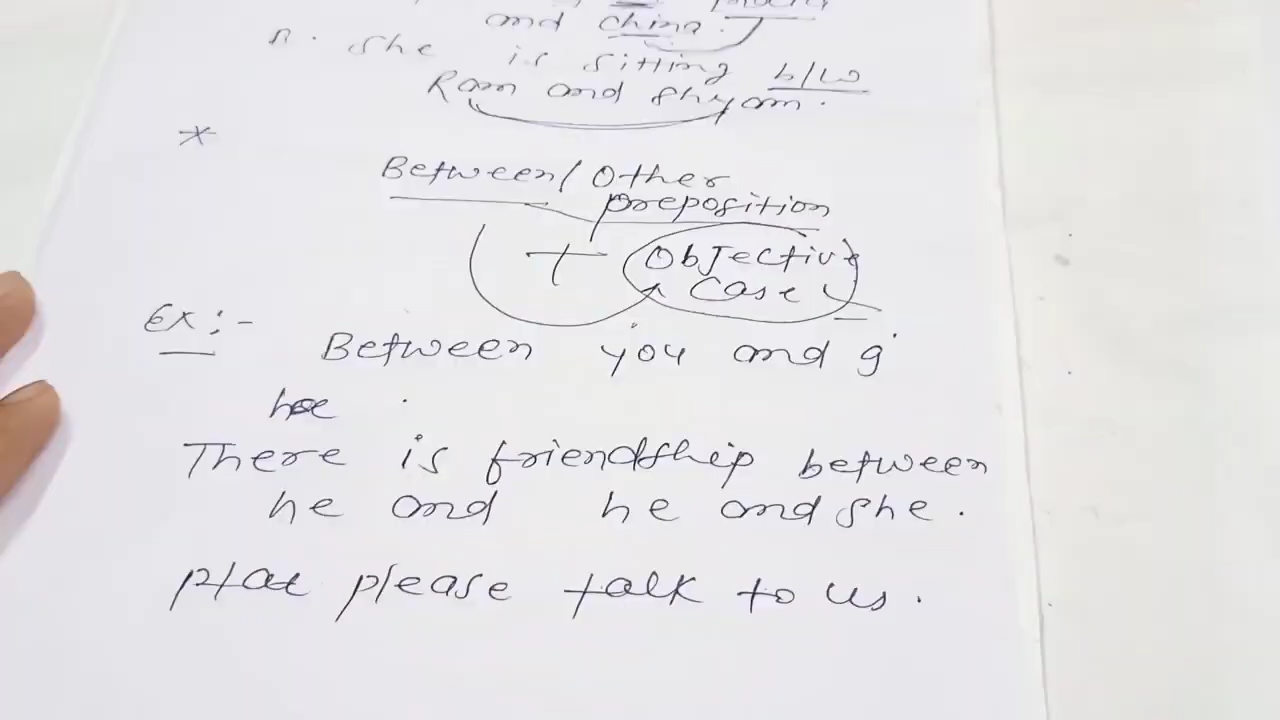 and china.
n. She is sitting b/w
Ram and Shyam.
*
Between/Other
preposition
+ Objective
Case
Ex:-
Between you and g
he
There is friendship between
he and he and she.
please talk to us.